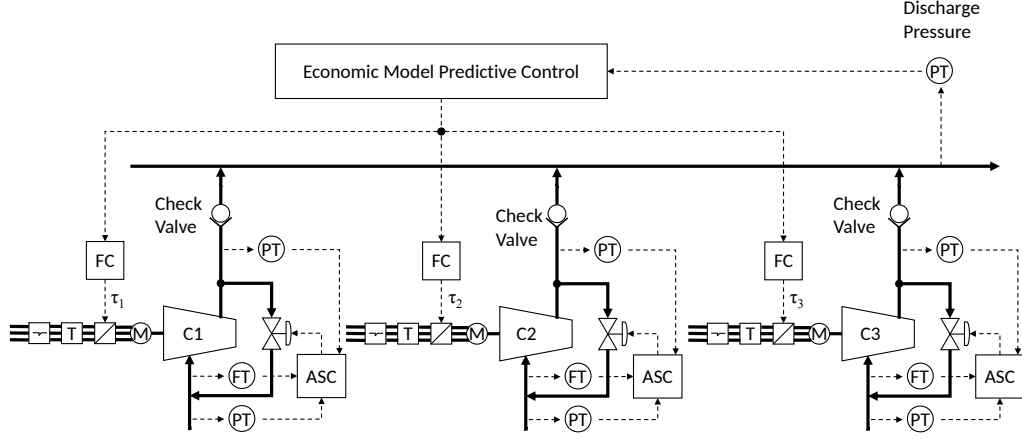 Discharge
Pressure
Economic Model Predictive Control
PT
Check
Valve
Check
Valve
Check
Valve
FC
PT
FC
PT
FC
PT
τ1
τ2
τ3
T
M
C1
T
M
C2
T
M
C3
FT
ASC
FT
ASC
FT
ASC
PT
PT
PT